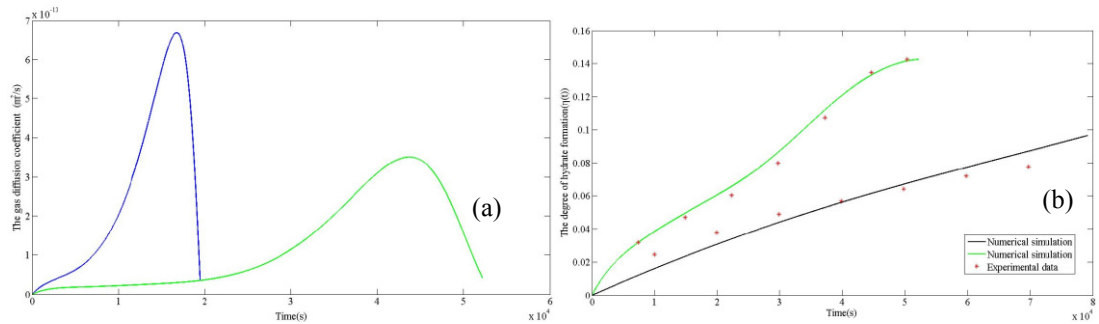 7 x 10⁻¹¹
6
5
4
3
2
1
0
The gas diffusion coefficient (m²/s)
0 1 2 3 4 5 6
Time(s)
x 10⁴
(a)
0.16
0.14
0.12
0.1
0.08
0.06
0.04
0.02
0
The degree of hydrate formation(η(t))
0 1 2 3 4 5 6 7 8
Time(s)
x 10⁴
(b)
Numerical simulation
Numerical simulation
Experimental data